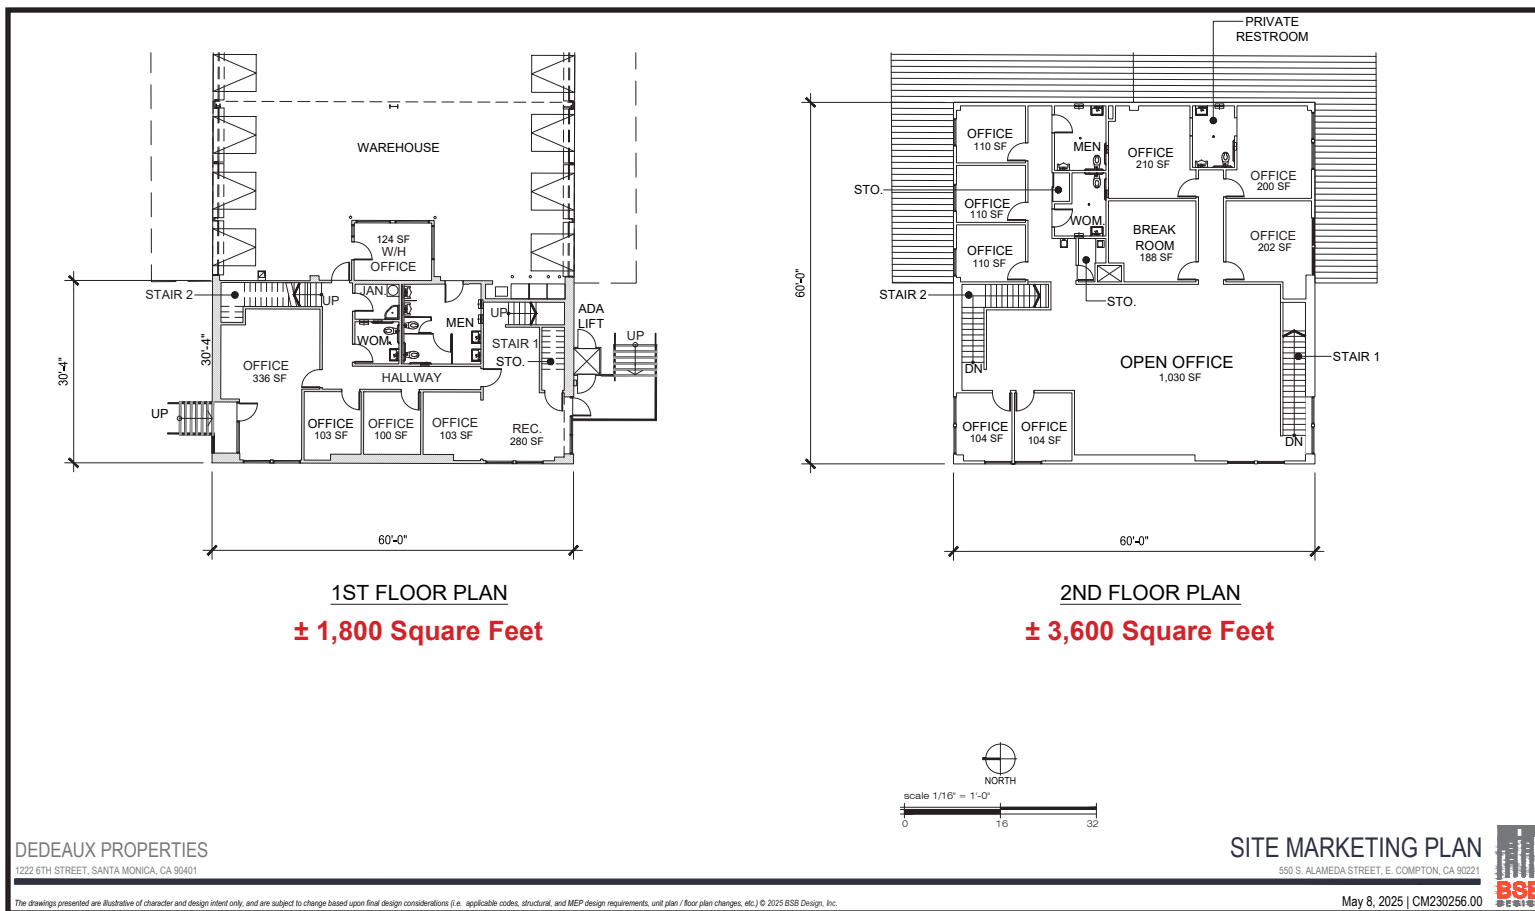 PRIVATE
RESTROOM
WAREHOUSE
124 SF
W/H
OFFICE
STAIR 2
UP
JAN.
WOM.
MEN
UP
STAIR 1
STO.
ADA
LIFT
UP
30'-4"
30'-4"
OFFICE
336 SF
HALLWAY
UP
OFFICE
103 SF
OFFICE
100 SF
OFFICE
103 SF
REC.
280 SF
60'-0"
1ST FLOOR PLAN
± 1,800 Square Feet
OFFICE
110 SF
MEN
OFFICE
210 SF
OFFICE
200 SF
STO.
OFFICE
110 SF
WOM.
BREAK
ROOM
188 SF
OFFICE
202 SF
OFFICE
110 SF
60'-0"
STAIR 2
STO.
OPEN OFFICE
1,030 SF
STAIR 1
DN
OFFICE
104 SF
OFFICE
104 SF
DN
60'-0"
2ND FLOOR PLAN
± 3,600 Square Feet
NORTH
scale 1/16" = 1'-0"
0 16 32
DEDEAUX PROPERTIES
1222 6TH STREET, SANTA MONICA, CA 90401
SITE MARKETING PLAN
550 S. ALAMEDA STREET, E. COMPTON, CA 90221
BSB
DESIGN
The drawings presented are illustrative of character and design intent only, and are subject to change based upon final design considerations (i.e. applicable codes, structural, and MEP design requirements, unit plan / floor plan changes, etc.) © 2025 BSB Design, Inc.
May 8, 2025 | CM230256.00